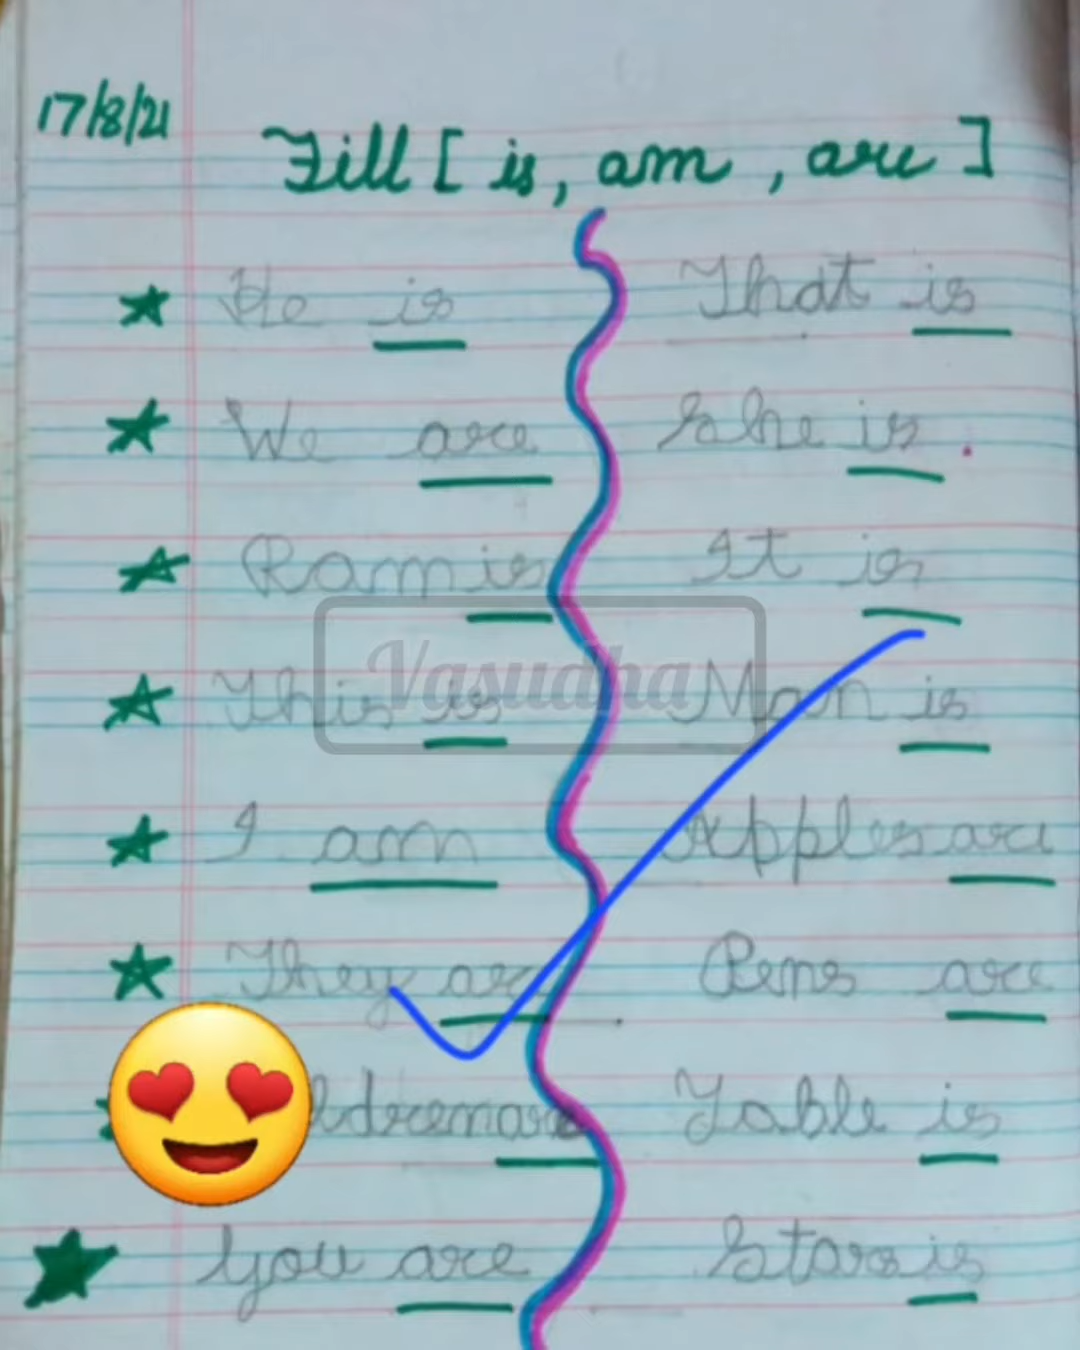 17/8/21
Fill [ is, am , are ]
He is
We are
Ram is
This is
I am
They are
ldren are
You are
That is
She is .
It is
Man is
Apples are
Pens are
Table is
Stars is
Vasudha